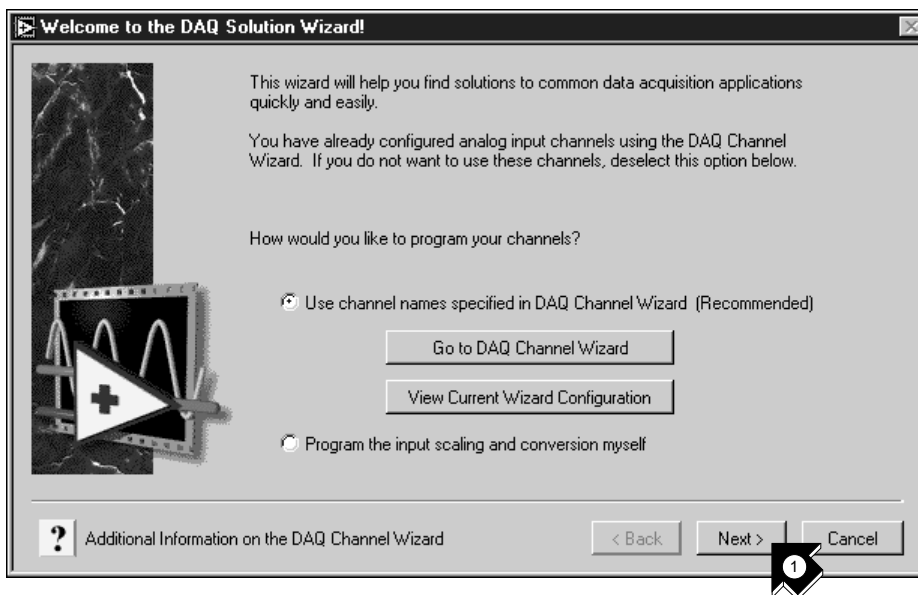 Welcome to the DAQ Solution Wizard!
This wizard will help you find solutions to common data acquisition applications
quickly and easily.
You have already configured analog input channels using the DAQ Channel
Wizard. If you do not want to use these channels, deselect this option below.
How would you like to program your channels?
Use channel names specified in DAQ Channel Wizard (Recommended)
Go to DAQ Channel Wizard
View Current Wizard Configuration
Program the input scaling and conversion myself
? Additional Information on the DAQ Channel Wizard
< Back
Next >
Cancel
1